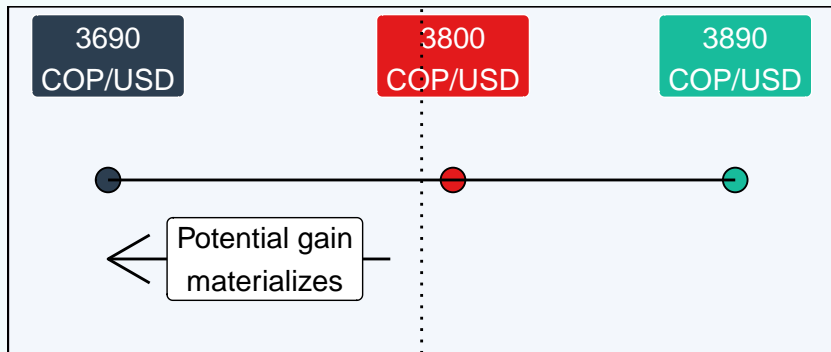 3690
COP/USD
3800
COP/USD
3890
COP/USD
Potential gain
materializes